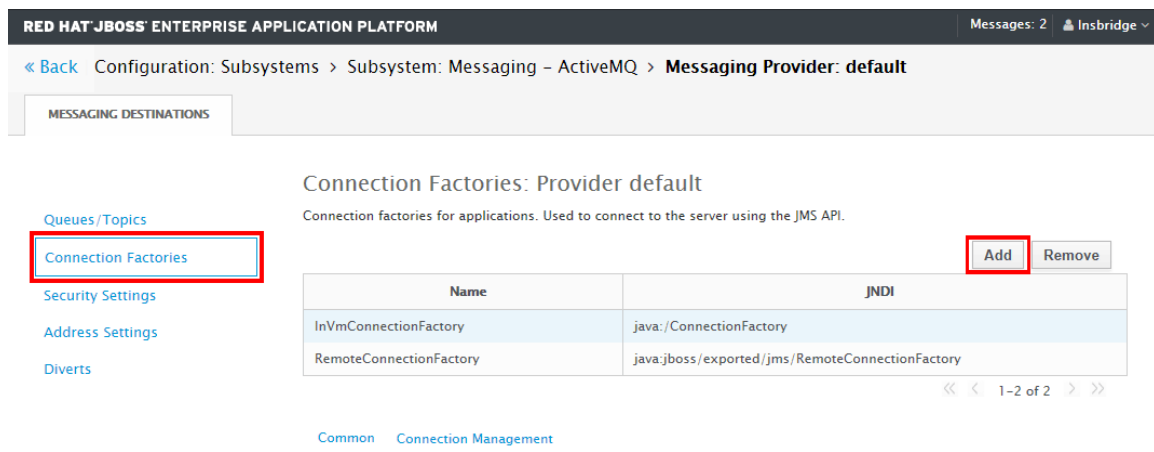 RED HAT JBOSS ENTERPRISE APPLICATION PLATFORM
Messages: 2 Insbridge
« Back Configuration: Subsystems > Subsystem: Messaging – ActiveMQ > Messaging Provider: default
MESSAGING DESTINATIONS
Connection Factories: Provider default
Connection factories for applications. Used to connect to the server using the JMS API.
Queues/Topics
Connection Factories
Security Settings
Address Settings
Diverts
Add Remove
Name JNDI
InVmConnectionFactory java:/ConnectionFactory
RemoteConnectionFactory java:jboss/exported/jms/RemoteConnectionFactory
« < 1–2 of 2 > »
Common Connection Management